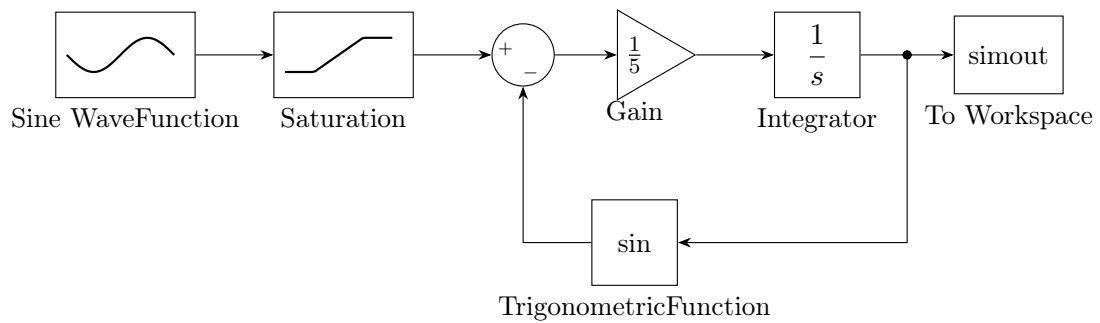 +
−
1
5
1
s
simout
Sine WaveFunction
Saturation
Gain
Integrator
To Workspace
sin
TrigonometricFunction